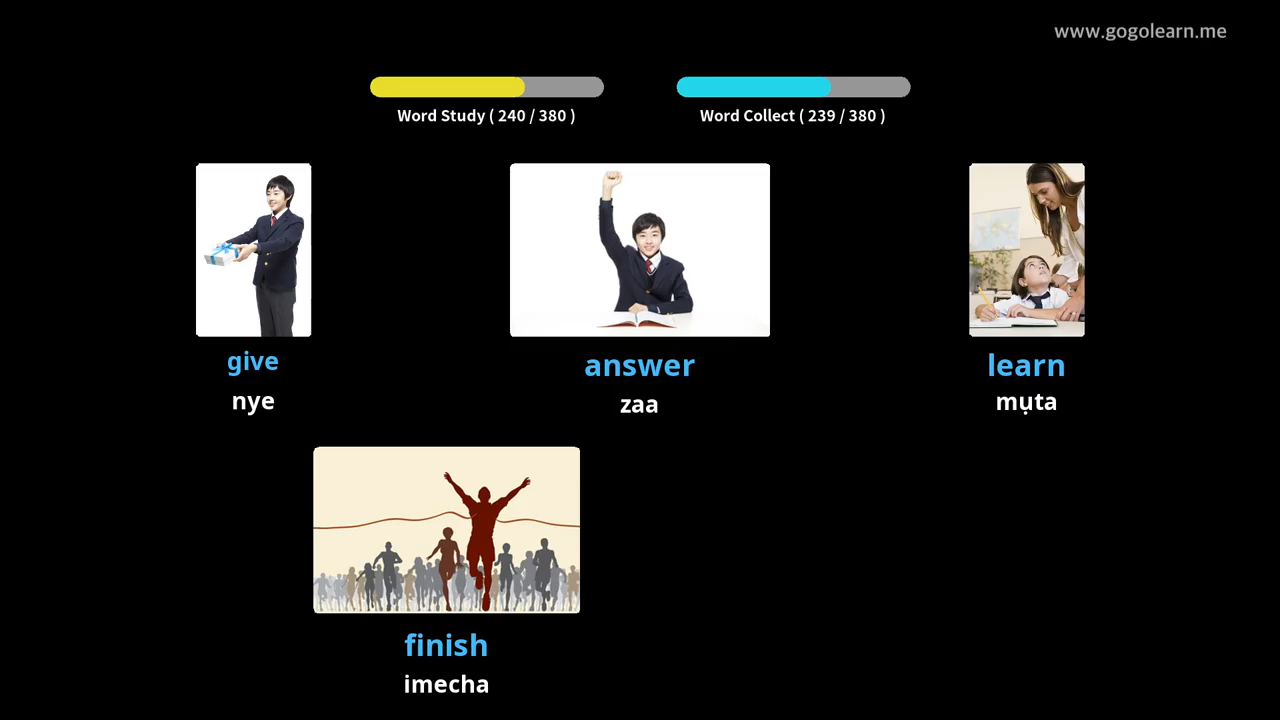 www.gogolearn.me
Word Study ( 240 / 380 )
Word Collect ( 239 / 380 )
give
nye
answer
zaa
learn
mụta
finish
imecha